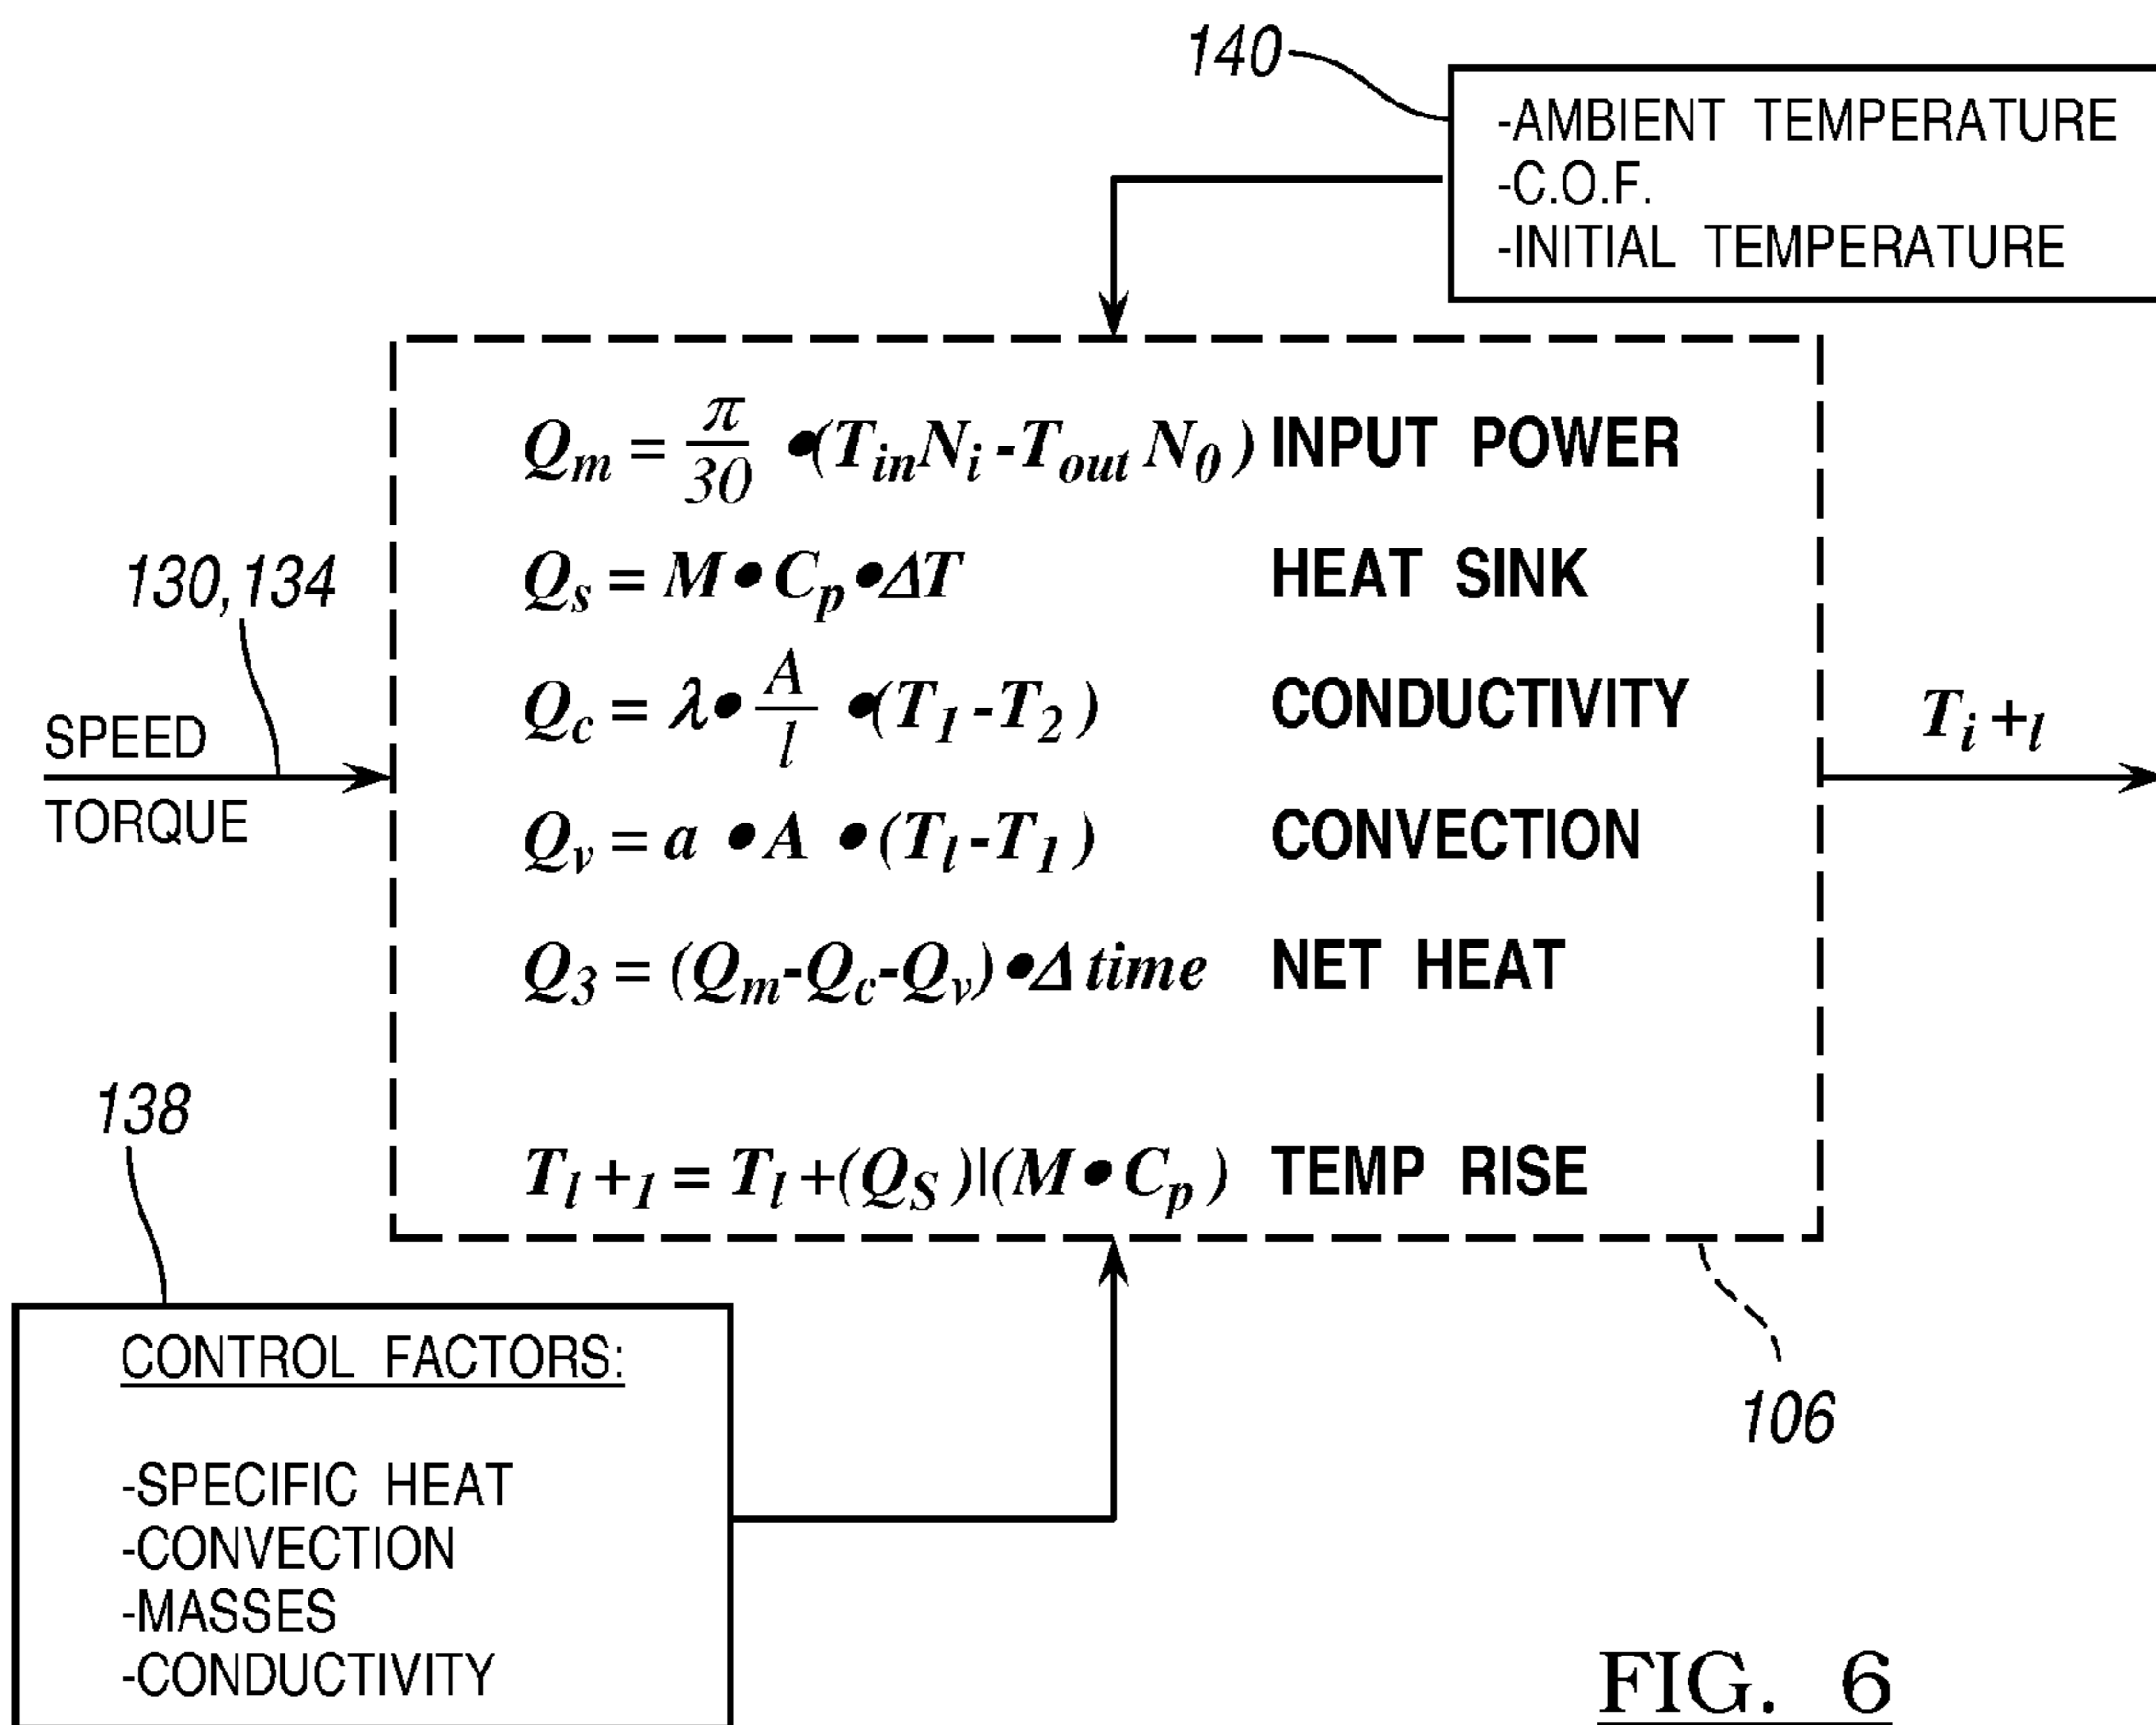 140
-AMBIENT TEMPERATURE
-C.O.F.
-INITIAL TEMPERATURE
Qm = π/30 •(TinNi-ToutN0) INPUT POWER
Qs = M•Cp•ΔT HEAT SINK
130, 134
Qc = λ•A/l •(T1-T2) CONDUCTIVITY
SPEED
TORQUE
Ti+l
Qv = a •A •(Tl-T1) CONVECTION
Q3 = (Qm-Qc-Qv)•Δ time NET HEAT
138
Tl+1 = Tl+(QS)|(M•Cp) TEMP RISE
CONTROL FACTORS:
-SPECIFIC HEAT
-CONVECTION
-MASSES
-CONDUCTIVITY
106
FIG. 6